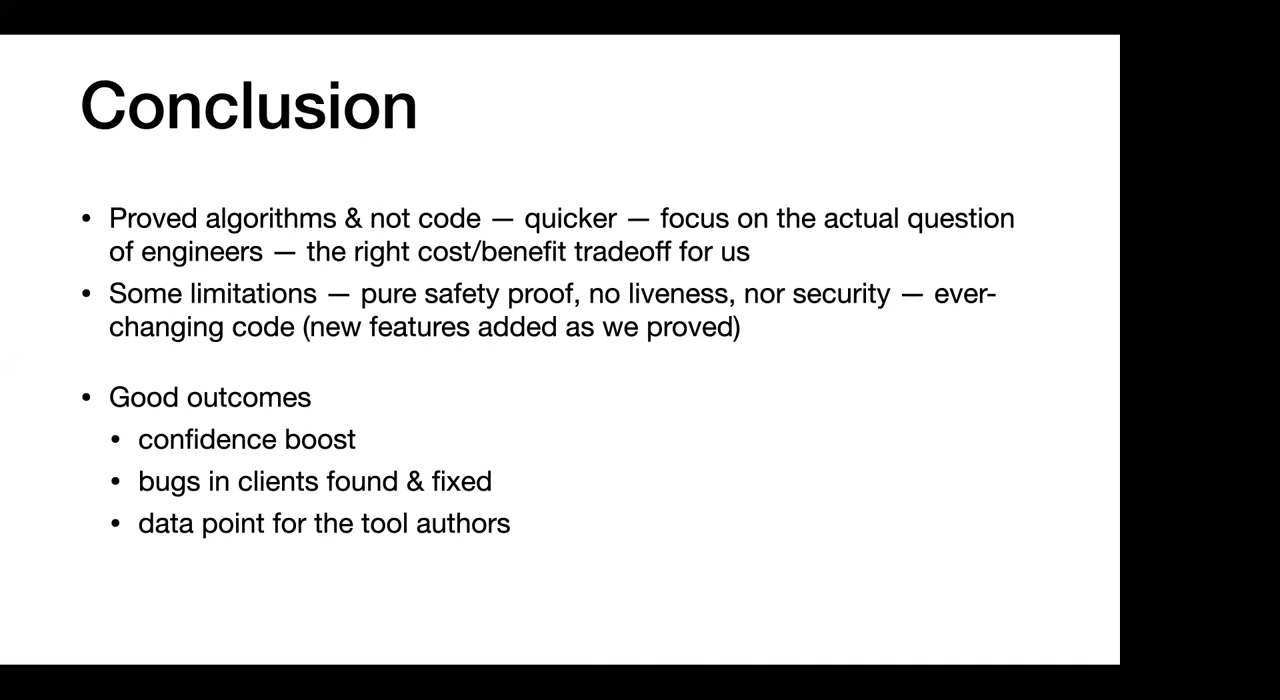 Conclusion
• Proved algorithms & not code — quicker — focus on the actual question
of engineers — the right cost/benefit tradeoff for us
• Some limitations — pure safety proof, no liveness, nor security — ever-
changing code (new features added as we proved)
• Good outcomes
• confidence boost
• bugs in clients found & fixed
• data point for the tool authors